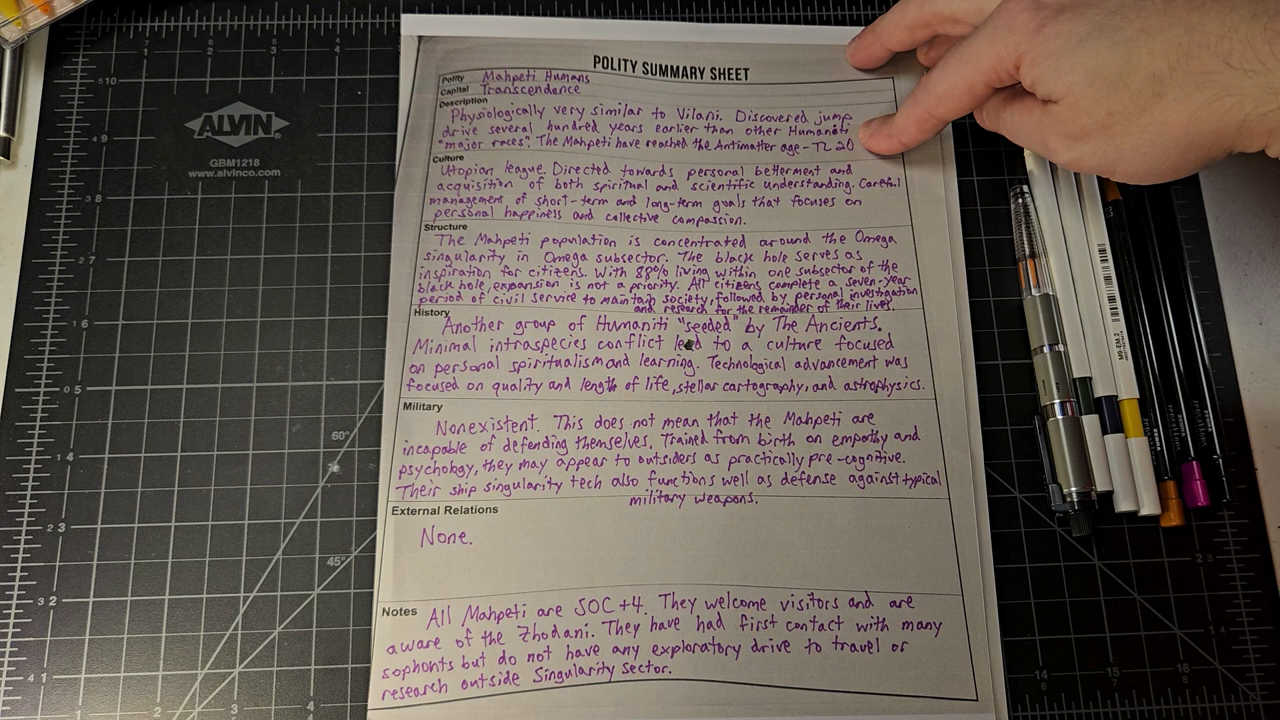 ALVIN
GBM1218
www.alvinco.com
POLITY SUMMARY SHEET
Polity Mahpeti Humans
Capital Transcendence
Description
Physiologically very similar to Vilani. Discovered jump
drive several hundred years earlier than other Humaniti
"major races". The Mahpeti have reached the Antimatter age - TL 20
Culture
Utopian league. Directed towards personal betterment and
acquisition of both spiritual and scientific understanding. Careful
management of short-term and long-term goals that focuses on
personal happiness and collective compassion.
Structure
The Mahpeti population is concentrated around the Omega
singularity in Omega subsector. The black hole serves as
inspiration for citizens. With 88% living within one subsector of the
black hole, expansion is not a priority. All citizens complete a seven-year
period of civil service to maintain society, followed by personal investigation
and research for the remainder of their lives.
History
Another group of Humaniti "seeded" by The Ancients.
Minimal intraspecies conflict led to a culture focused
on personal spiritualism and learning. Technological advancement was
focused on quality and length of life, stellar cartography, and astrophysics.
Military
Nonexistent. This does not mean that the Mahpeti are
incapable of defending themselves. Trained from birth on empathy and
psychology, they may appear to outsiders as practically pre-cognitive.
Their ship singularity tech also functions well as defense against typical
military weapons.
External Relations
None.
Notes All Mahpeti are SOC +4. They welcome visitors and are
aware of the Zhodani. They have had first contact with many
sophonts but do not have any exploratory drive to travel or
research outside Singularity sector.
60°
45°